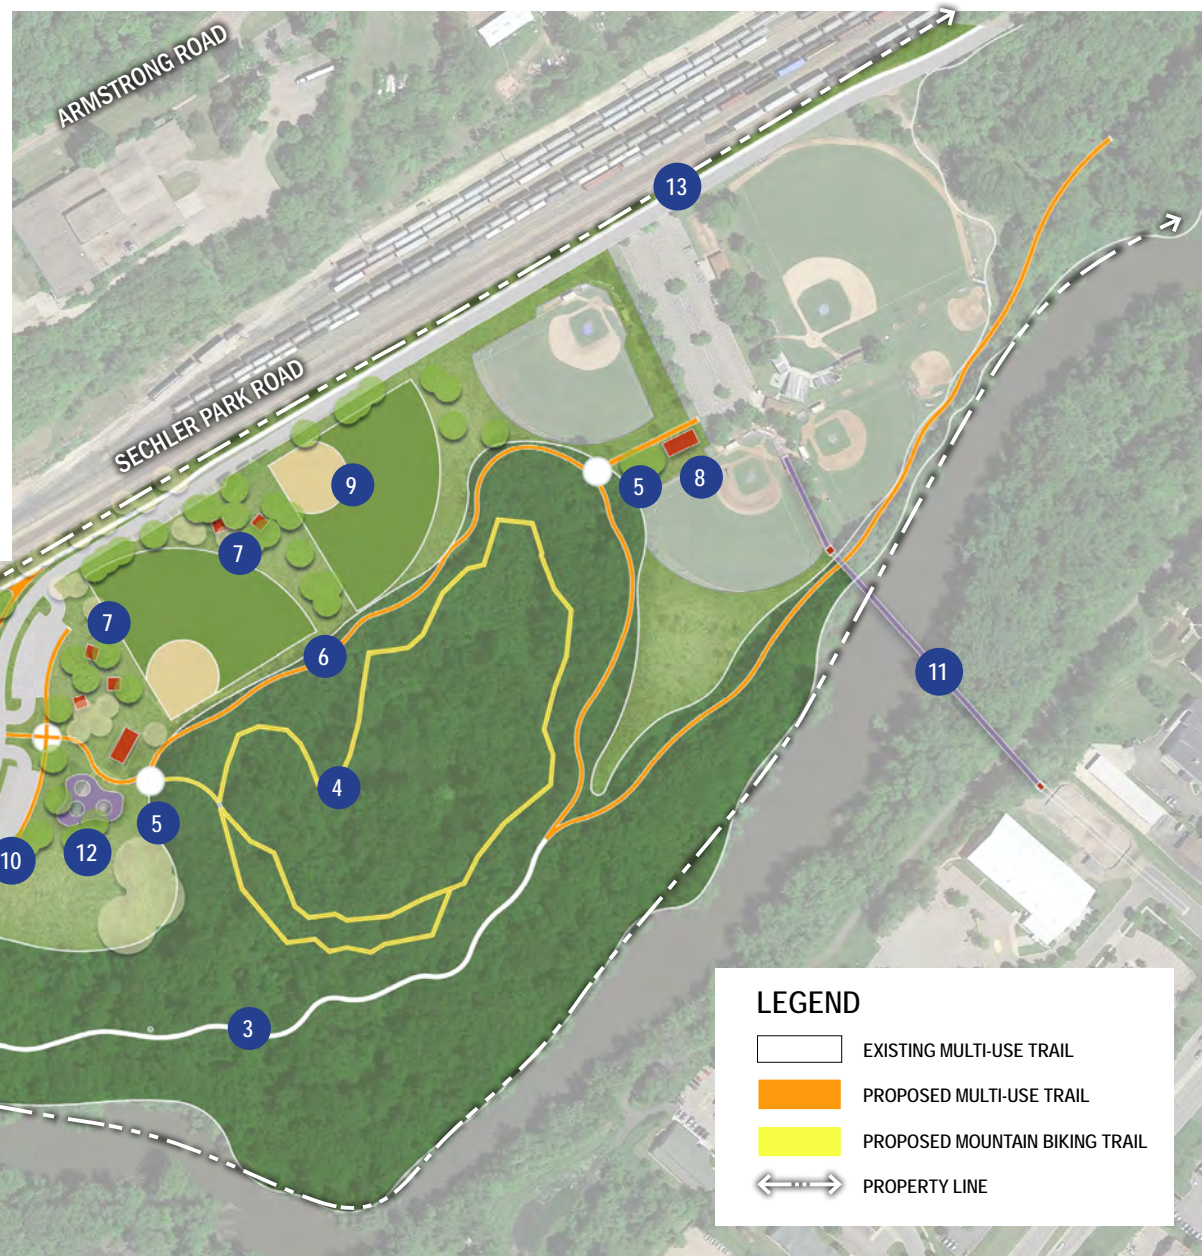 ARMSTRONG ROAD
13
SECHLER PARK ROAD
9
5
8
7
7
6
11
4
5
12
10
3
LEGEND
EXISTING MULTI-USE TRAIL
PROPOSED MULTI-USE TRAIL
PROPOSED MOUNTAIN BIKING TRAIL
PROPERTY LINE